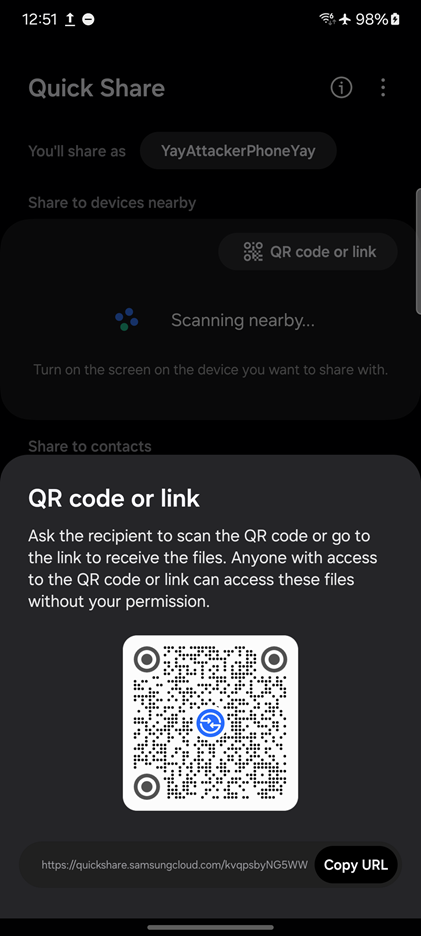 12:51 98%
Quick Share
You'll share as YayAttackerPhoneYay
Share to devices nearby
QR code or link
Scanning nearby...
Turn on the screen on the device you want to share with.
Share to contacts
QR code or link
Ask the recipient to scan the QR code or go to
the link to receive the files. Anyone with access
to the QR code or link can access these files
without your permission.
https://quickshare.samsungcloud.com/kvqpsbyNG5WW Copy URL